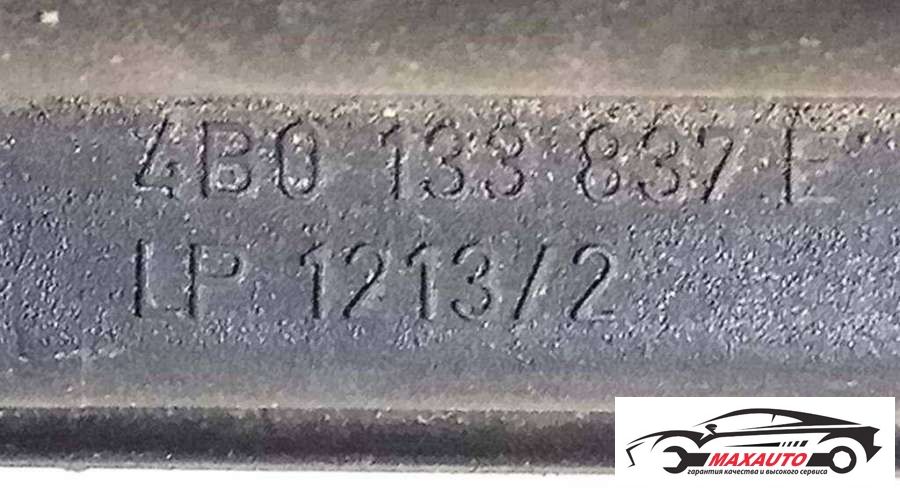 4B0 133 837 E
LP 1213/2
MAXAUTO
гарантия качества и высокого сервиса